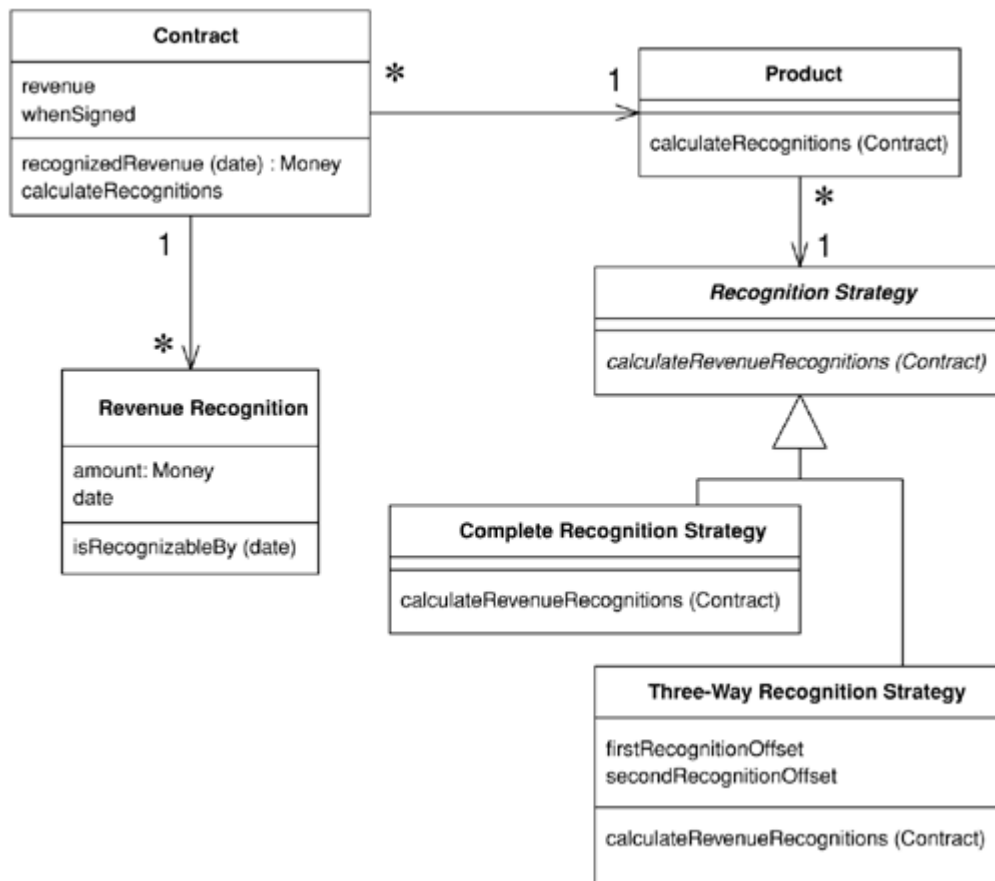 Contract
revenue
whenSigned
recognizedRevenue (date) : Money
calculateRecognitions
*
1
Product
calculateRecognitions (Contract)
*
1
Recognition Strategy
calculateRevenueRecognitions (Contract)
1
*
Revenue Recognition
amount: Money
date
isRecognizableBy (date)
Complete Recognition Strategy
calculateRevenueRecognitions (Contract)
Three-Way Recognition Strategy
firstRecognitionOffset
secondRecognitionOffset
calculateRevenueRecognitions (Contract)